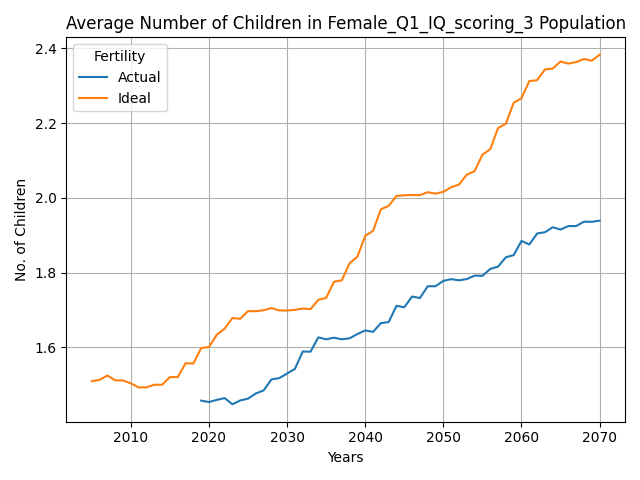 Average Number of Children in Female_Q1_IQ_scoring_3 Population
Fertility
Actual
Ideal
No. of Children
2.4
2.2
2.0
1.8
1.6
2010 2020 2030 2040 2050 2060 2070
Years